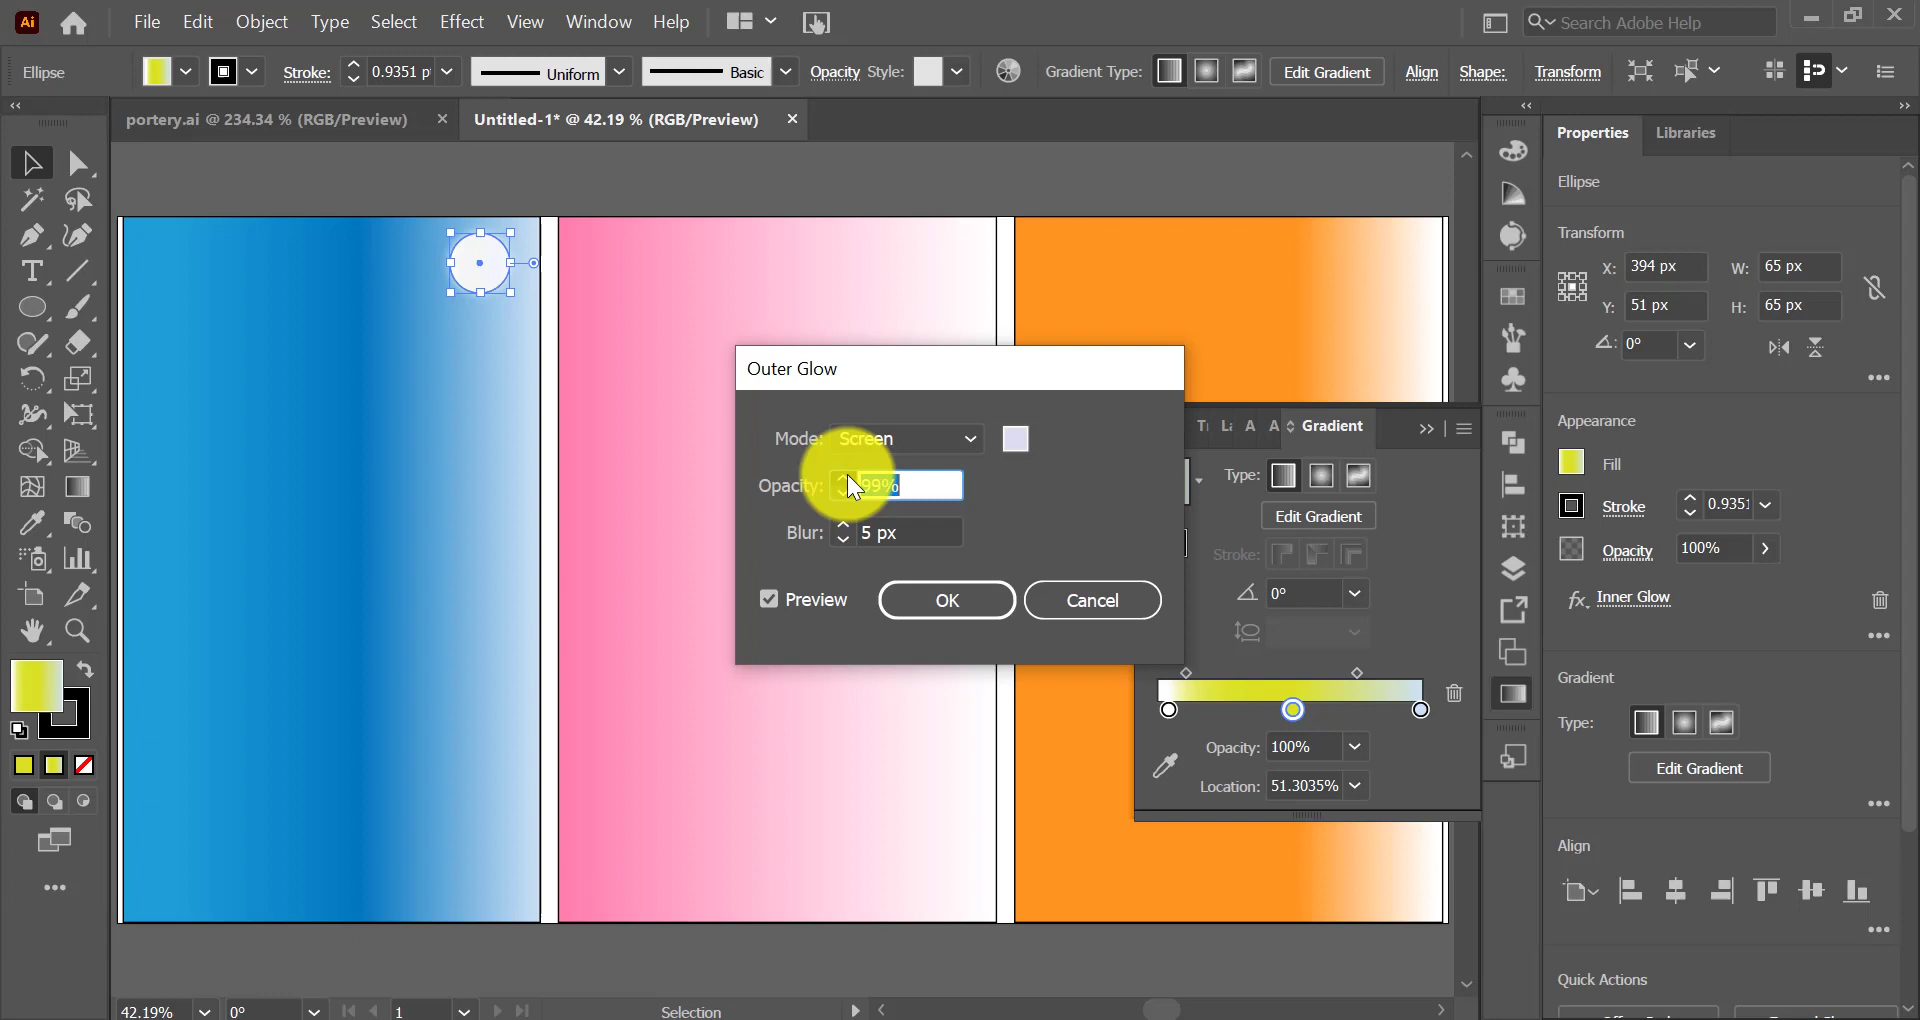 Ai File Edit Object Type Select Effect View Window Help Search Adobe Help
Ellipse Stroke: 0.9351 p Uniform Basic Opacity Style: Gradient Type: Edit Gradient Align Shape: Transform
portery.ai @ 234.34 % (RGB/Preview) Untitled-1* @ 42.19 % (RGB/Preview)
Properties Libraries
Ellipse
Transform
X: 394 px W: 65 px
Y: 51 px H: 65 px
0°
Appearance
Fill
Stroke 0.9351
Opacity 100%
fx. Inner Glow
Gradient
Type:
Edit Gradient
Align
Quick Actions
Outer Glow
Mode: Screen
Opacity: 99%
Blur: 5 px
Preview OK Cancel
Gradient
Type:
Edit Gradient
Stroke:
0°
Opacity: 100%
Location: 51.3035%
42.19% 0° 1 Selection